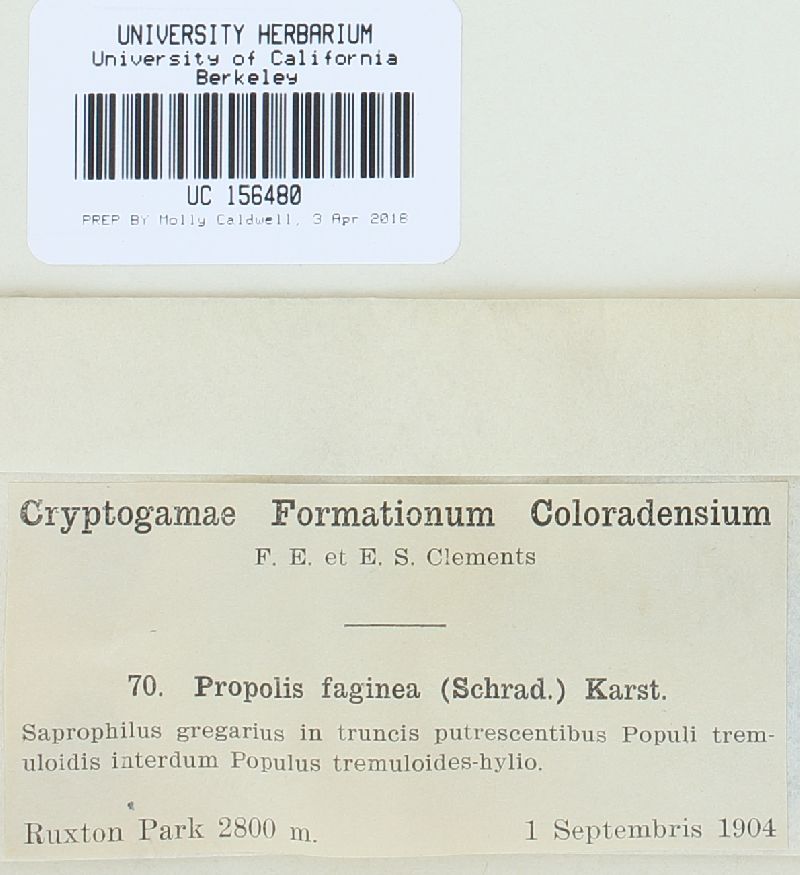 UNIVERSITY HERBARIUM
University of California
Berkeley
UC 156480
PREP BY Molly Caldwell, 3 Apr 2018
Cryptogamae Formationum Coloradensium
F. E. et E. S. Clements
70. Propolis faginea (Schrad.) Karst.
Saprophilus gregarius in truncis putrescentibus Populi trem-
uloidis interdum Populus tremuloides-hylio.
Ruxton Park 2800 m. 1 Septembris 1904